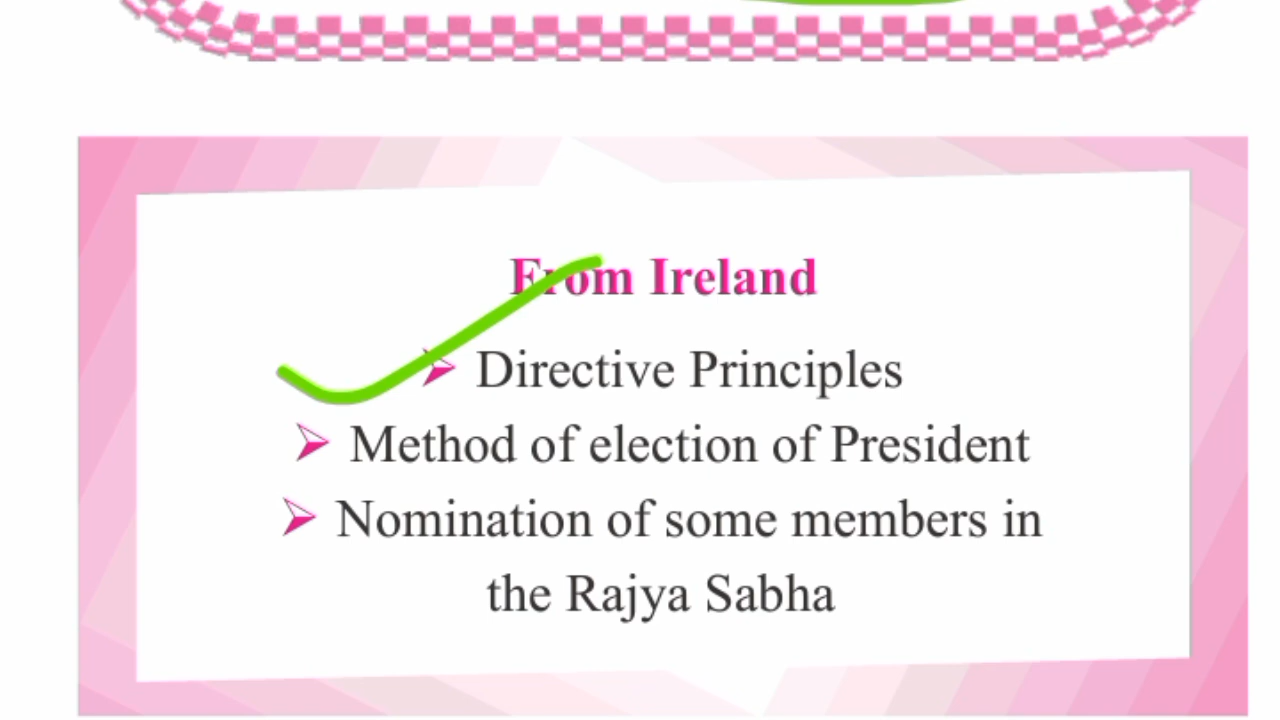 From Ireland
➢ Directive Principles
➢ Method of election of President
➢ Nomination of some members in
the Rajya Sabha